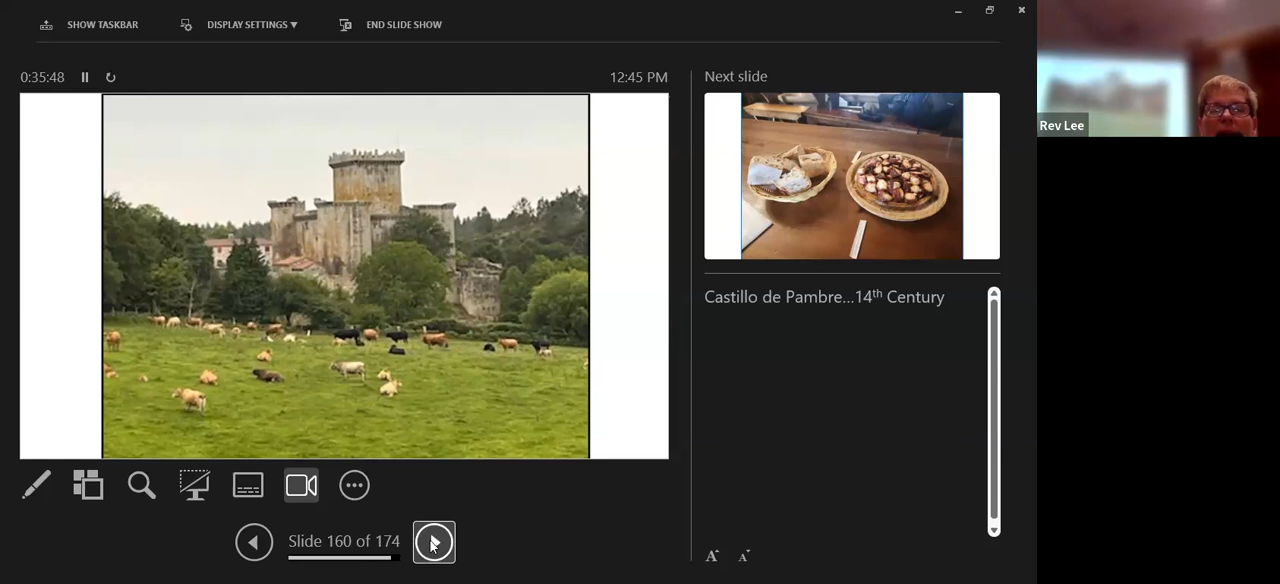 SHOW TASKBAR
DISPLAY SETTINGS ▼
END SLIDE SHOW
0:35:48
12:45 PM
Next slide
Rev Lee
Castillo de Pambre...14th Century
Slide 160 of 174
A
A